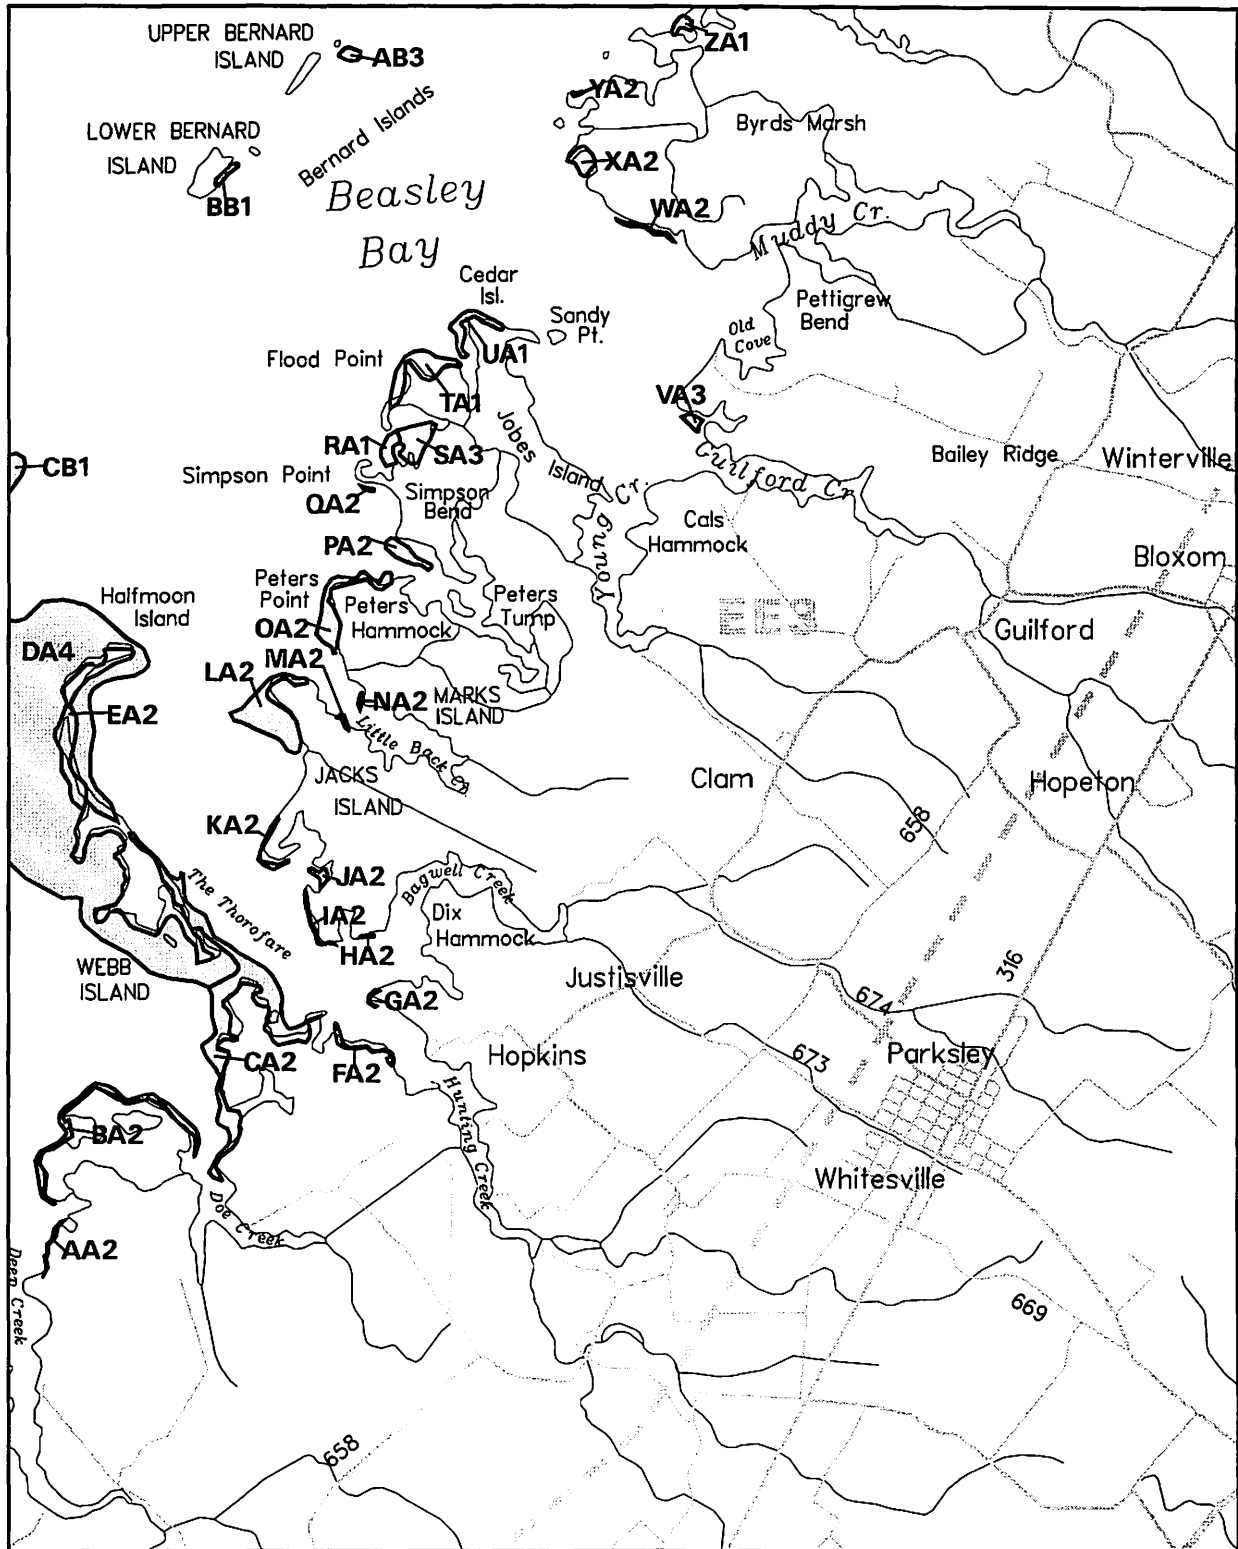 UPPER BERNARD
ISLAND
AB3
ZA1
YA2
Bernard Islands
Byrds Marsh
LOWER BERNARD
ISLAND
BB1
XA2
Beasley
Bay
WA2
Muddy Cr.
Cedar
Isl.
Sandy
Pt.
Pettigrew
Bend
Old
Cove
UA1
Flood Point
TA1
VA3
Jobes Island
RA1
SA3
CB1
Simpson Point
Guilford Cr.
Bailey Ridge
Winterville
QA2
Simpson
Bend
Young Cr.
Cals
Hammock
PA2
Bloxom
Peters
Point
Peters
Hammock
Peters
Tump
Halfmoon
Island
EE9
OA2
Guilford
DA4
MA2
LA2
NA2
MARKS
ISLAND
EA2
Little Back Cr.
JACKS
ISLAND
Clam
Hopeton
KA2
658
JA2
Bagwell Creek
The Thorofare
IA2
Dix
Hammock
HA2
WEBB
ISLAND
Justisville
316
GA2
674
CA2
FA2
Hopkins
673
Parksley
BA2
Hunting Creek
Whitesville
Doe Creek
AA2
Deep Creek
669
658